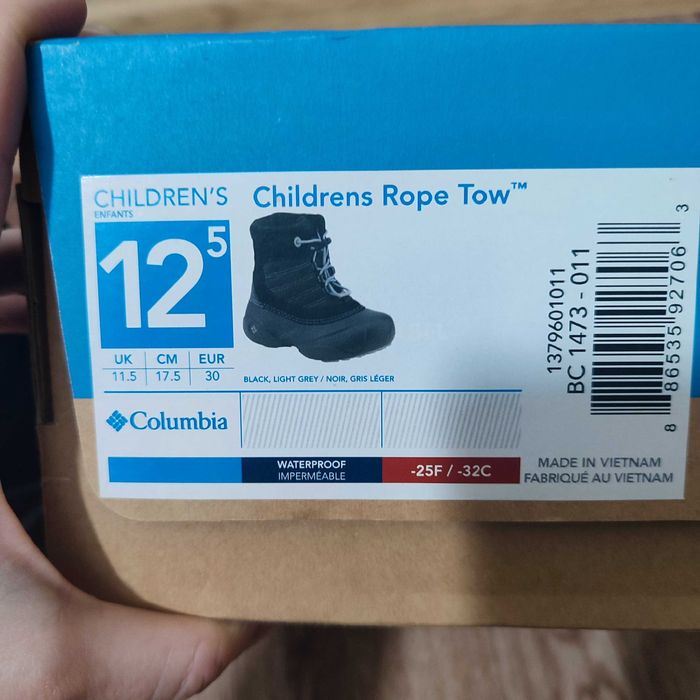 CHILDREN'S
ENFANTS
12 5
UK CM EUR
11.5 17.5 30
Childrens Rope Tow™
BLACK, LIGHT GREY / NOIR, GRIS LÉGER
Columbia
WATERPROOF
IMPERMÉABLE
-25F / -32C
1379601011
BC 1473 - 011
8 86535 92706 3
MADE IN VIETNAM
FABRIQUÉ AU VIETNAM